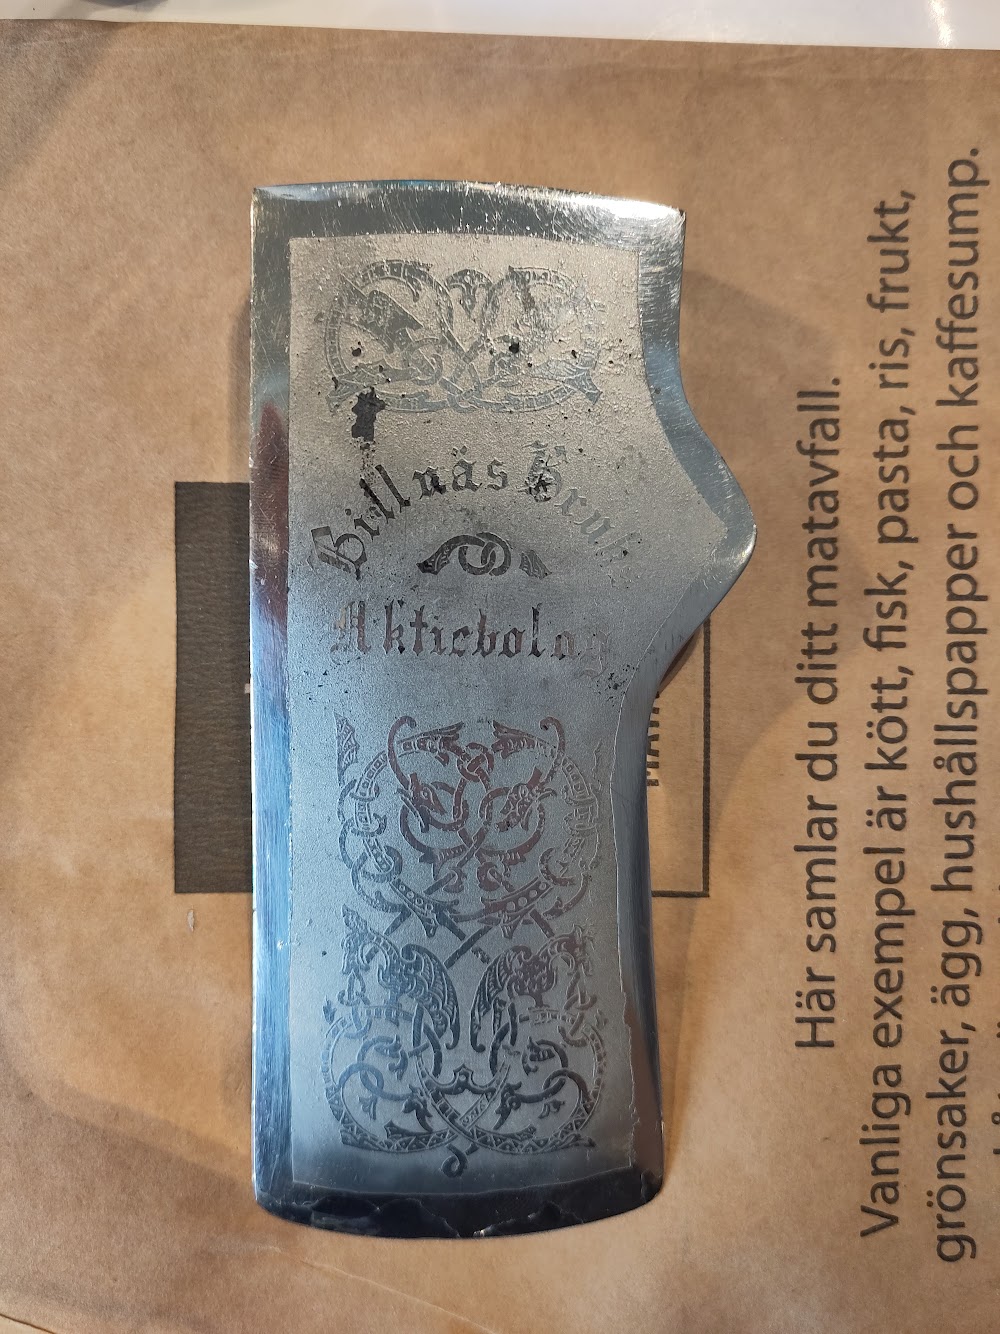 Billnäs Bruk
Aktiebolag
Här samlar du ditt matavfall.
Vanliga exempel är kött, fisk, pasta, ris, frukt,
grönsaker, ägg, hushållspapper och kaffesump.